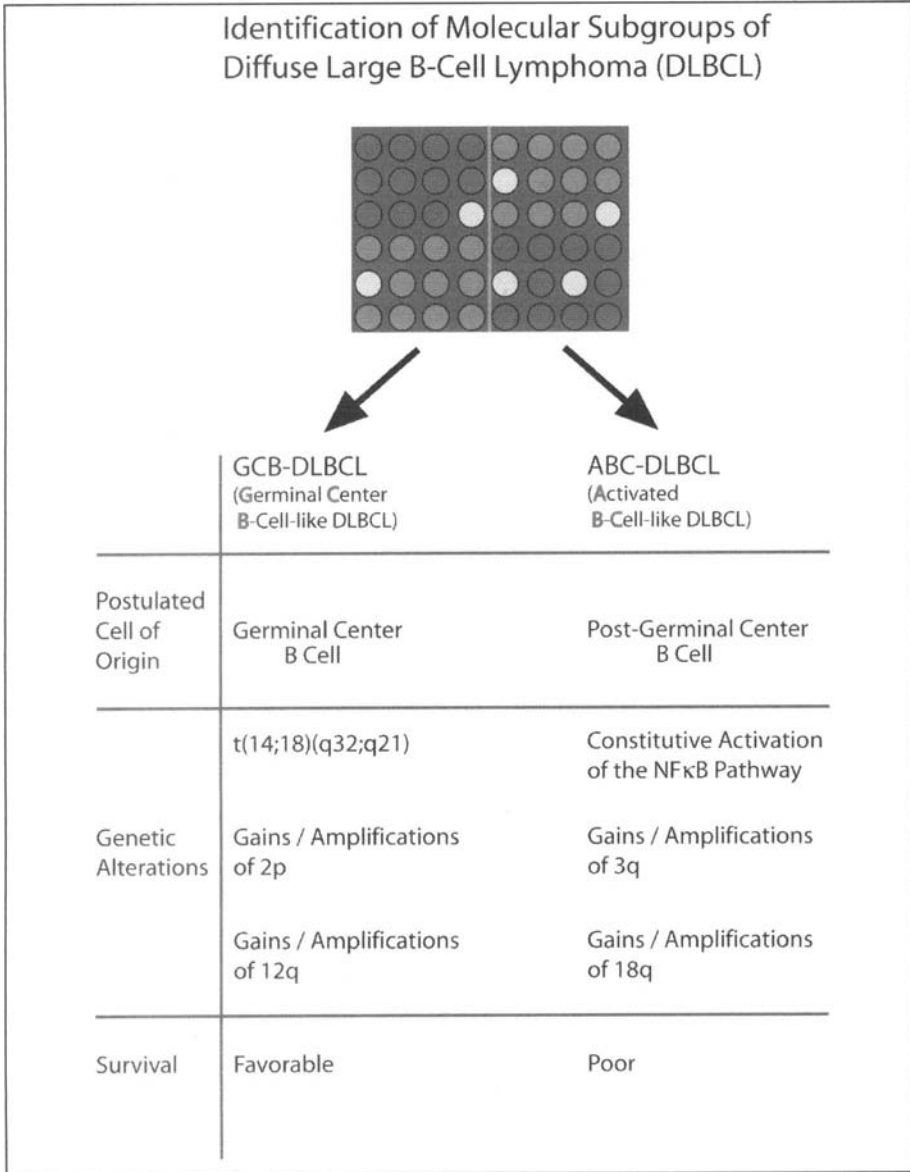 Identification of Molecular Subgroups of
Diffuse Large B-Cell Lymphoma (DLBCL)
GCB-DLBCL
(Germinal Center
B-Cell-like DLBCL)
ABC-DLBCL
(Activated
B-Cell-like DLBCL)
Postulated
Cell of
Origin
Germinal Center
B Cell
Post-Germinal Center
B Cell
Genetic
Alterations
t(14;18)(q32;q21)
Constitutive Activation
of the NFκB Pathway
Gains / Amplifications
of 2p
Gains / Amplifications
of 3q
Gains / Amplifications
of 12q
Gains / Amplifications
of 18q
Survival
Favorable
Poor